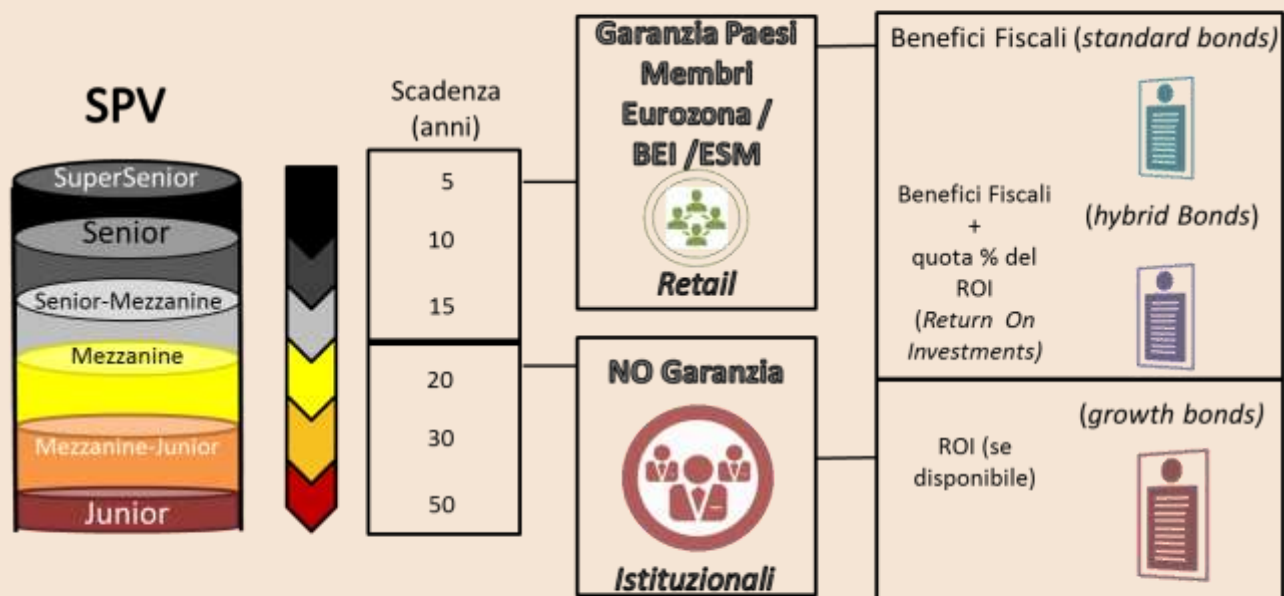 SPV
SuperSenior
Senior
Senior-Mezzanine
Mezzanine
Mezzanine-Junior
Junior
Scadenza
(anni)
5
10
15
20
30
50
Garanzia Paesi
Membri
Eurozona /
BEI /ESM
Retail
NO Garanzia
Istituzionali
Benefici Fiscali (standard bonds)
Benefici Fiscali
+
quota % del
ROI
(Return On
Investments)
(hybrid Bonds)
ROI (se
disponibile)
(growth bonds)